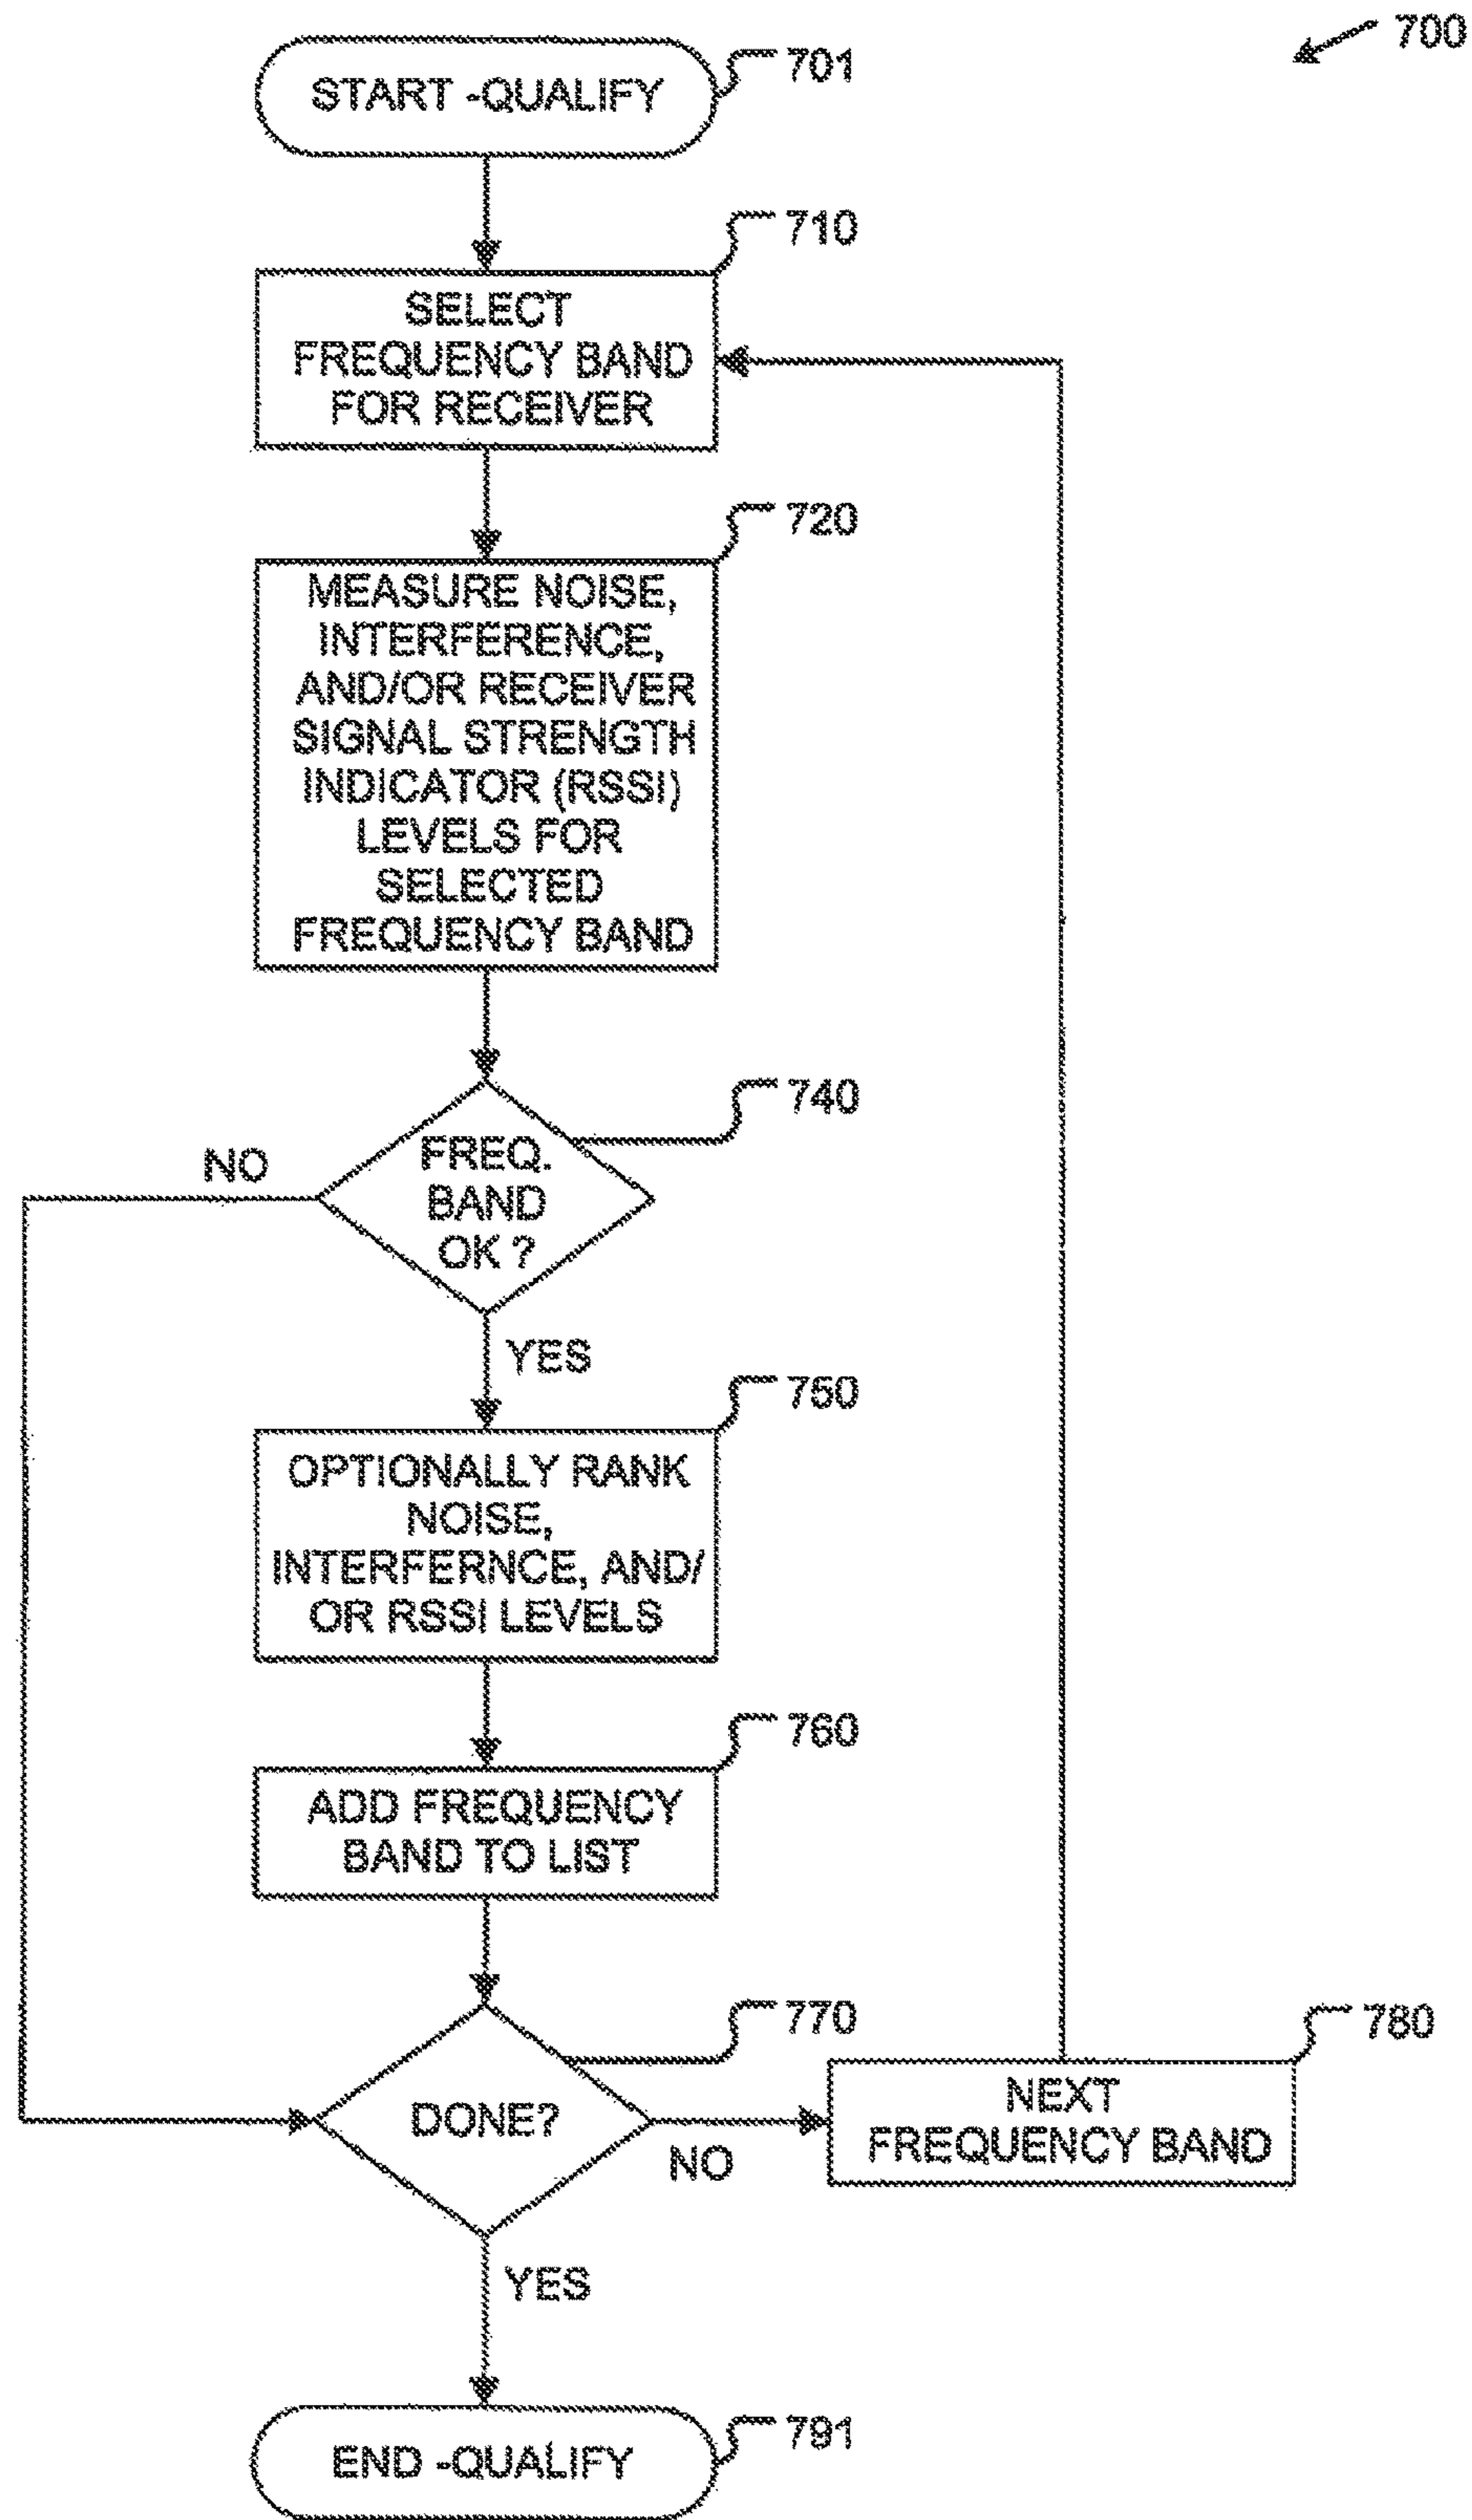 700
START -QUALIFY
701
710
SELECT
FREQUENCY BAND
FOR RECEIVER
720
MEASURE NOISE,
INTERFERENCE,
AND/OR RECEIVER
SIGNAL STRENGTH
INDICATOR (RSSI)
LEVELS FOR
SELECTED
FREQUENCY BAND
740
NO
FREQ.
BAND
OK ?
YES
750
OPTIONALLY RANK
NOISE,
INTERFERNCE, AND/
OR RSSI LEVELS
760
ADD FREQUENCY
BAND TO LIST
770
DONE?
NO
780
NEXT
FREQUENCY BAND
YES
END -QUALIFY
791